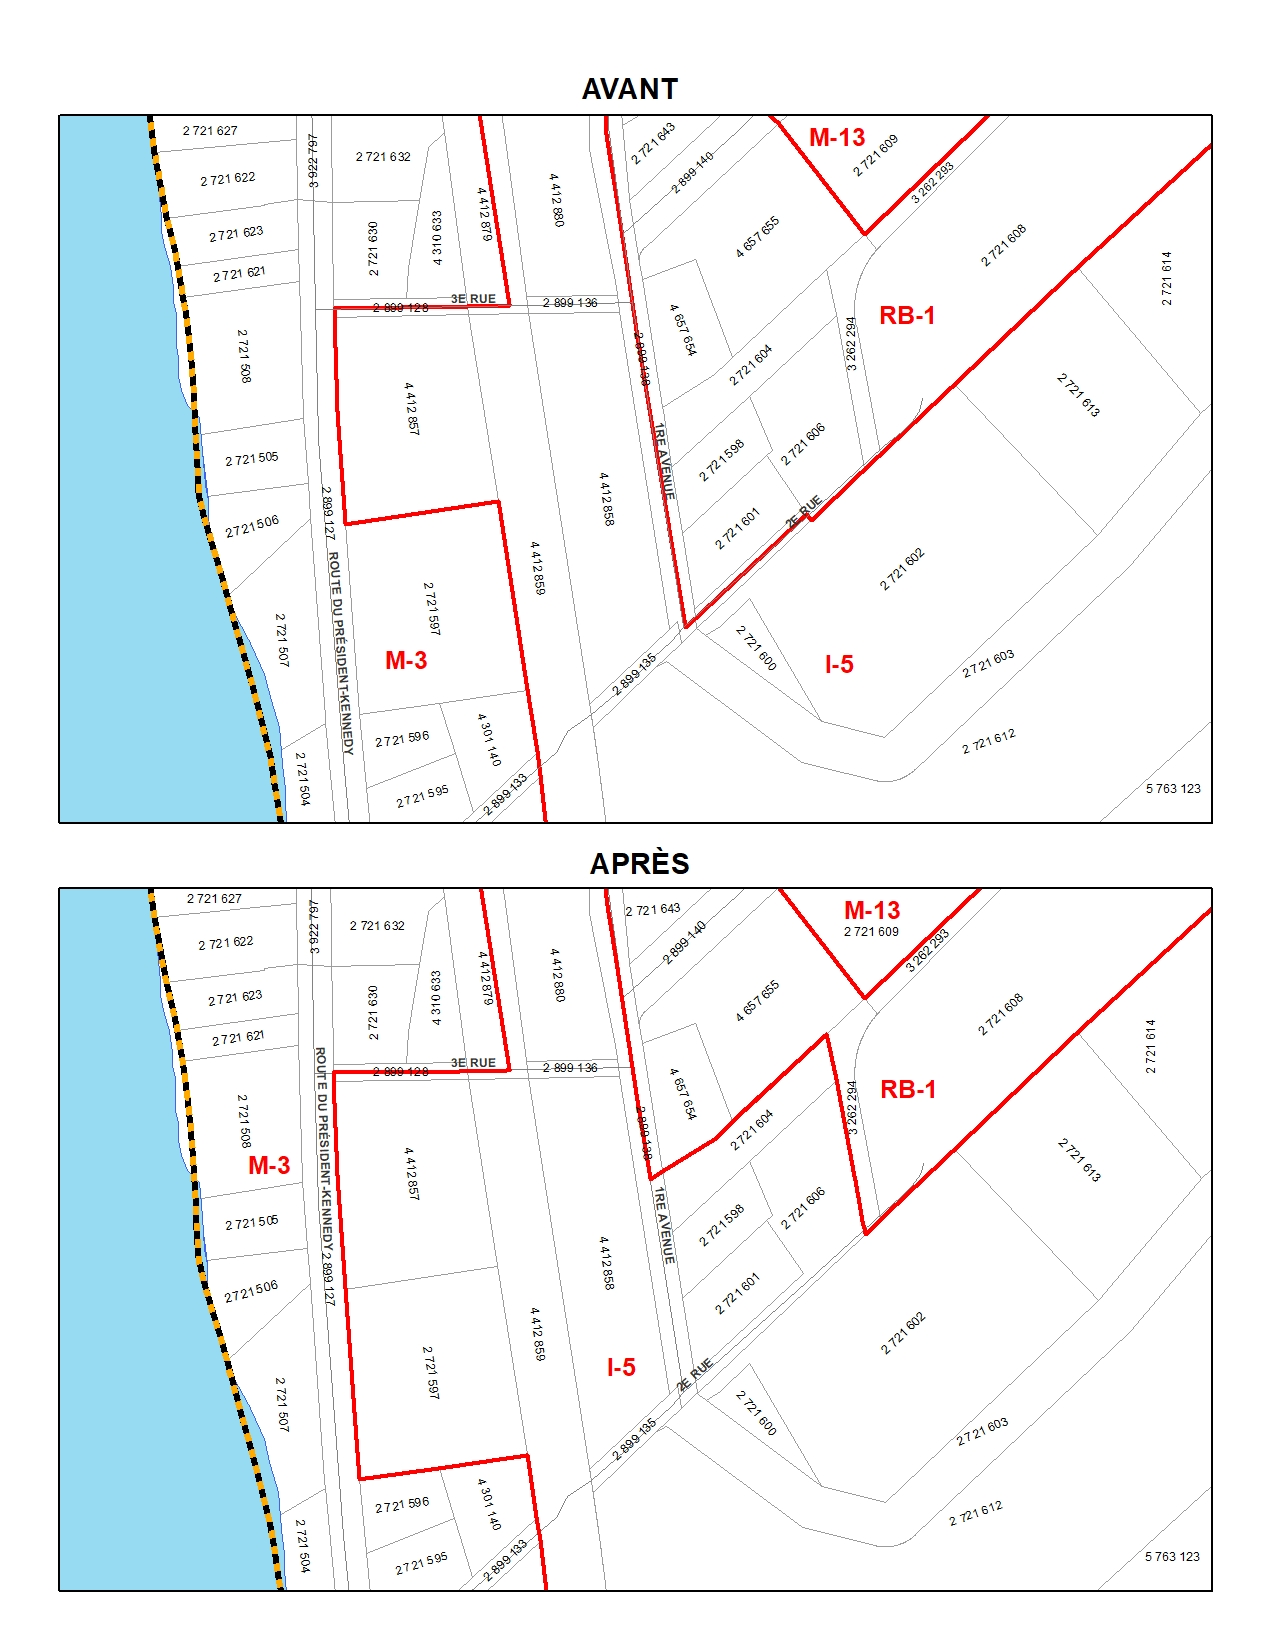 AVANT
2 721 627
3 922 797
2 721 632
2 721 643
M-13
2 721 609
2 899 140
3 262 293
2 721 622
4 412 879
4 412 880
2 721 623
2 721 630
4 310 633
4 657 655
2 721 608
2 721 614
2 721 621
3E RUE
2 899 128
2 899 136
RB-1
2 721 508
4 657 654
3 262 294
2 899 138
2 721 604
4 412 857
2 721 613
2 721 505
1RE AVENUE
2 721 598
2 721 606
2 721 506
2 899 127
4 412 858
2 721 601
2E RUE
4 412 859
2 721 602
ROUTE DU PRÉSIDENT-KENNEDY
2 721 597
2 721 507
M-3
2 899 135
2 721 600
I-5
2 721 603
2 721 596
4 301 140
2 721 612
2 721 504
2 721 595
2 899 133
5 763 123
APRÈS
2 721 627
3 922 797
2 721 632
2 721 643
M-13
2 721 609
2 899 140
3 262 293
2 721 622
4 412 879
4 412 880
2 721 623
2 721 630
4 310 633
4 657 655
2 721 608
2 721 614
2 721 621
3E RUE
2 899 128
2 899 136
RB-1
2 721 508
4 657 654
3 262 294
2 899 138
2 721 604
M-3
ROUTE DU PRÉSIDENT-KENNEDY
4 412 857
2 721 613
2 721 505
1RE AVENUE
2 721 598
2 721 606
2 721 506
2 899 127
4 412 858
2 721 601
4 412 859
2 721 602
I-5
2E RUE
2 721 597
2 721 507
2 899 135
2 721 600
2 721 603
2 721 596
4 301 140
2 721 612
2 721 504
2 721 595
2 899 133
5 763 123